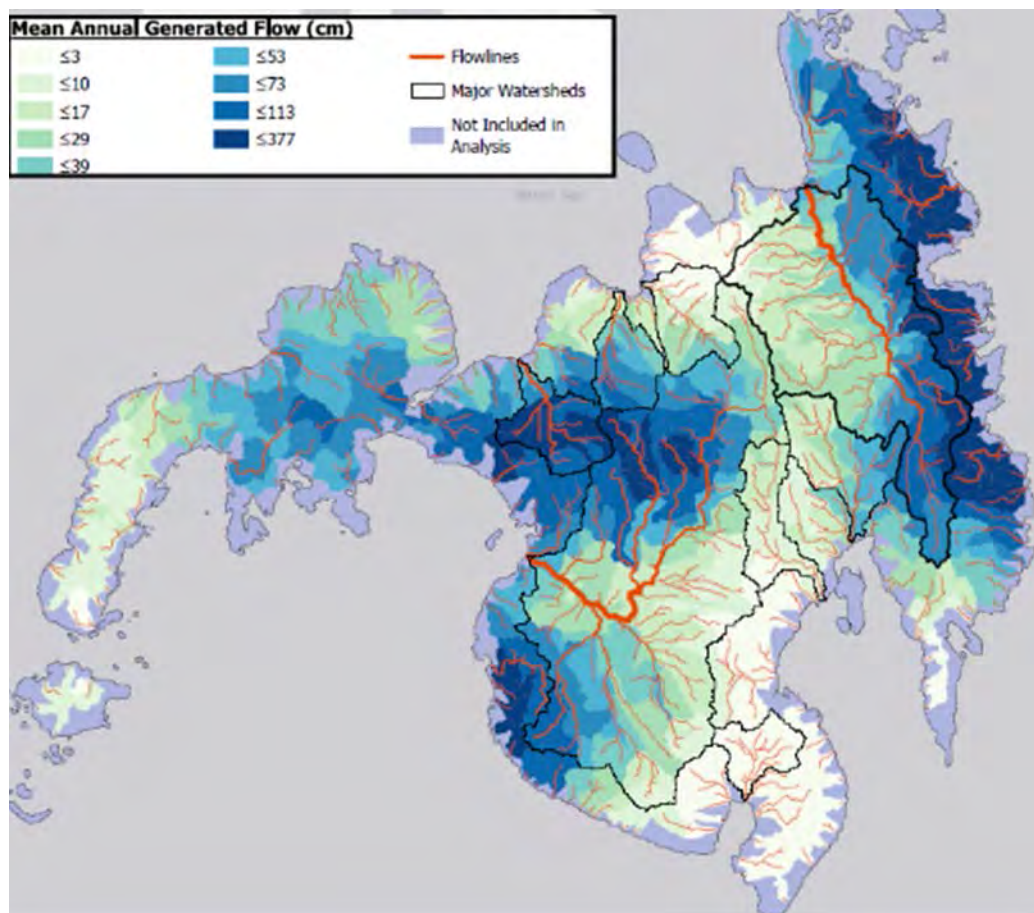 Mean Annual Generated Flow (cm)
≤3
≤10
≤17
≤29
≤39
≤53
≤73
≤113
≤377
Flowlines
Major Watersheds
Not Included in
Analysis